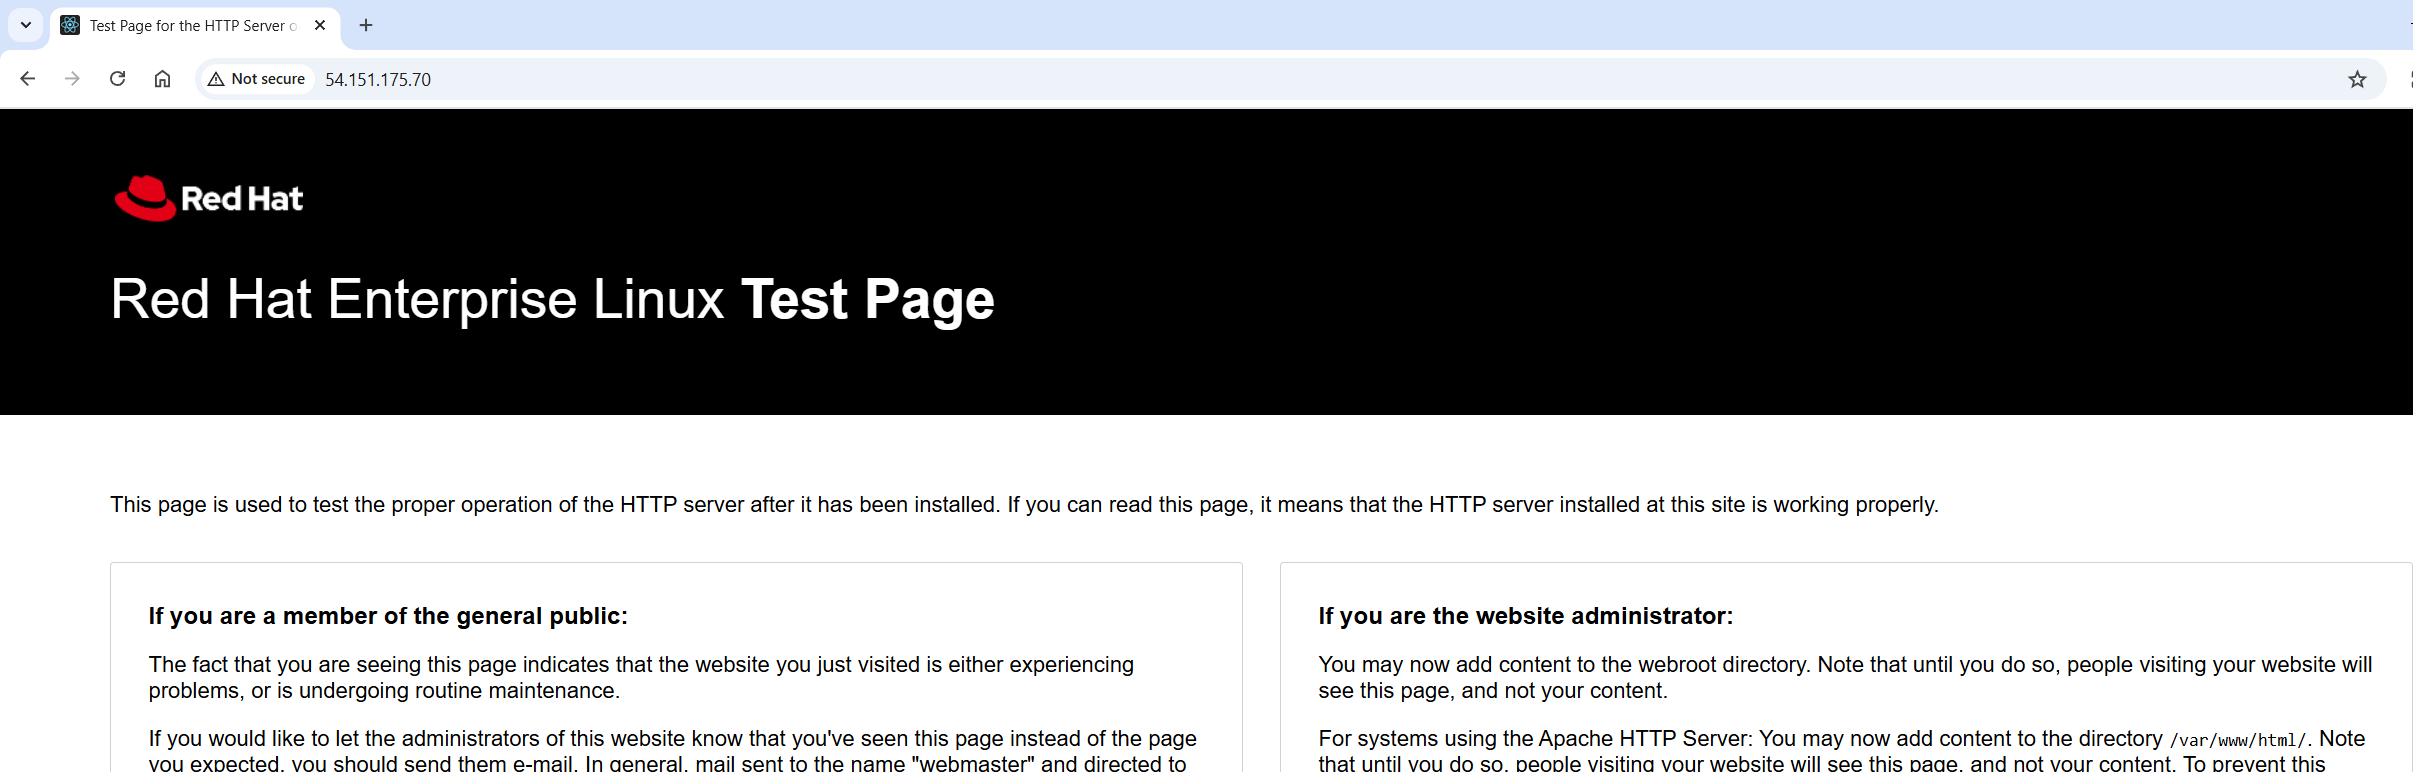 Test Page for the HTTP Server o
Not secure
54.151.175.70
Red Hat
Red Hat Enterprise Linux Test Page
This page is used to test the proper operation of the HTTP server after it has been installed. If you can read this page, it means that the HTTP server installed at this site is working properly.
If you are a member of the general public:
The fact that you are seeing this page indicates that the website you just visited is either experiencing
problems, or is undergoing routine maintenance.
If you would like to let the administrators of this website know that you've seen this page instead of the page
you expected, you should send them e-mail. In general, mail sent to the name "webmaster" and directed to
If you are the website administrator:
You may now add content to the webroot directory. Note that until you do so, people visiting your website will
see this page, and not your content.
For systems using the Apache HTTP Server: You may now add content to the directory /var/www/html/. Note
that until you do so, people visiting your website will see this page, and not your content. To prevent this